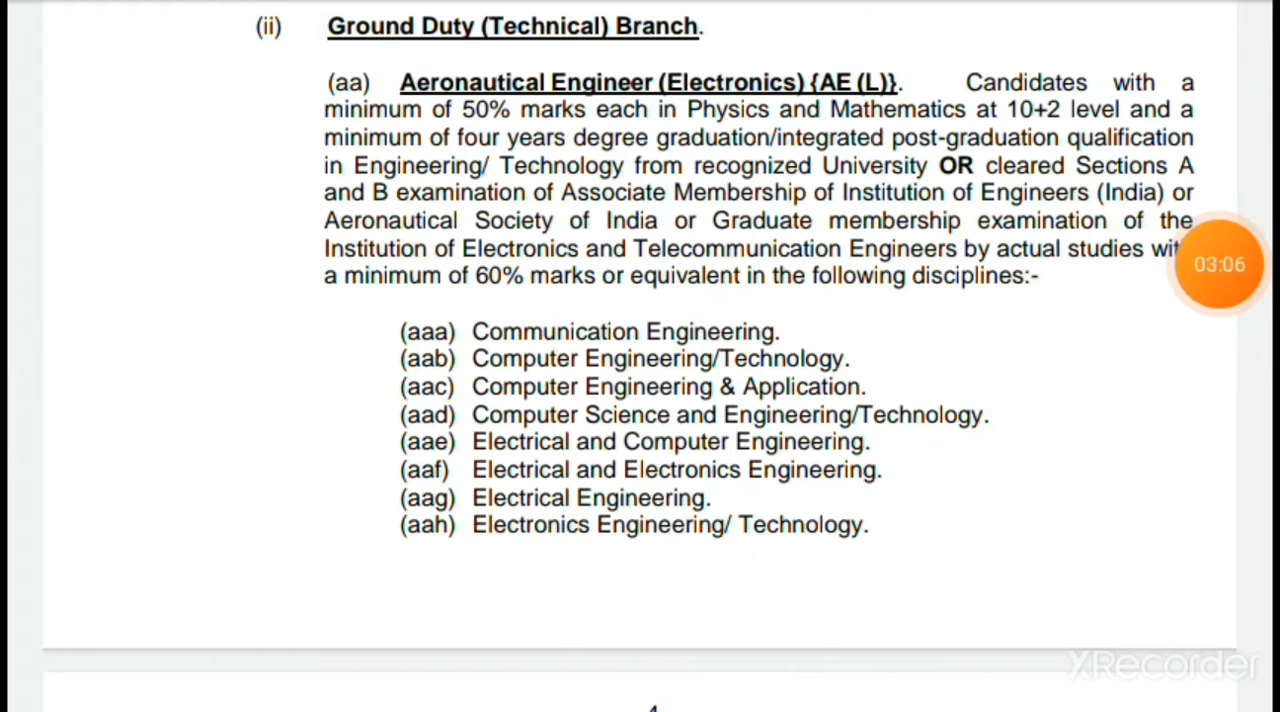 (ii) Ground Duty (Technical) Branch.
(aa) Aeronautical Engineer (Electronics) {AE (L)}. Candidates with a
minimum of 50% marks each in Physics and Mathematics at 10+2 level and a
minimum of four years degree graduation/integrated post-graduation qualification
in Engineering/ Technology from recognized University OR cleared Sections A
and B examination of Associate Membership of Institution of Engineers (India) or
Aeronautical Society of India or Graduate membership examination of the
Institution of Electronics and Telecommunication Engineers by actual studies wit
03:06
a minimum of 60% marks or equivalent in the following disciplines:-
(aaa) Communication Engineering.
(aab) Computer Engineering/Technology.
(aac) Computer Engineering & Application.
(aad) Computer Science and Engineering/Technology.
(aae) Electrical and Computer Engineering.
(aaf) Electrical and Electronics Engineering.
(aag) Electrical Engineering.
(aah) Electronics Engineering/ Technology.
XRecorder